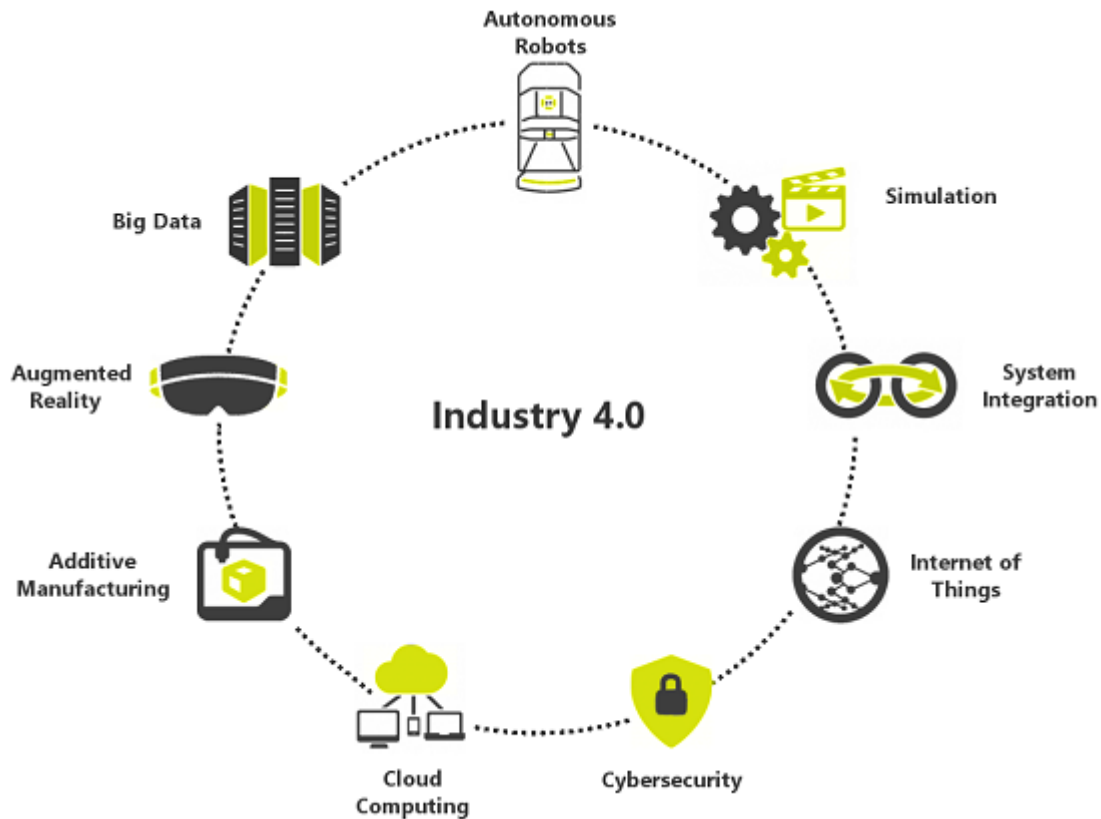 Autonomous
Robots
Simulation
System
Integration
Internet of
Things
Cybersecurity
Cloud
Computing
Additive
Manufacturing
Augmented
Reality
Big Data
Industry 4.0